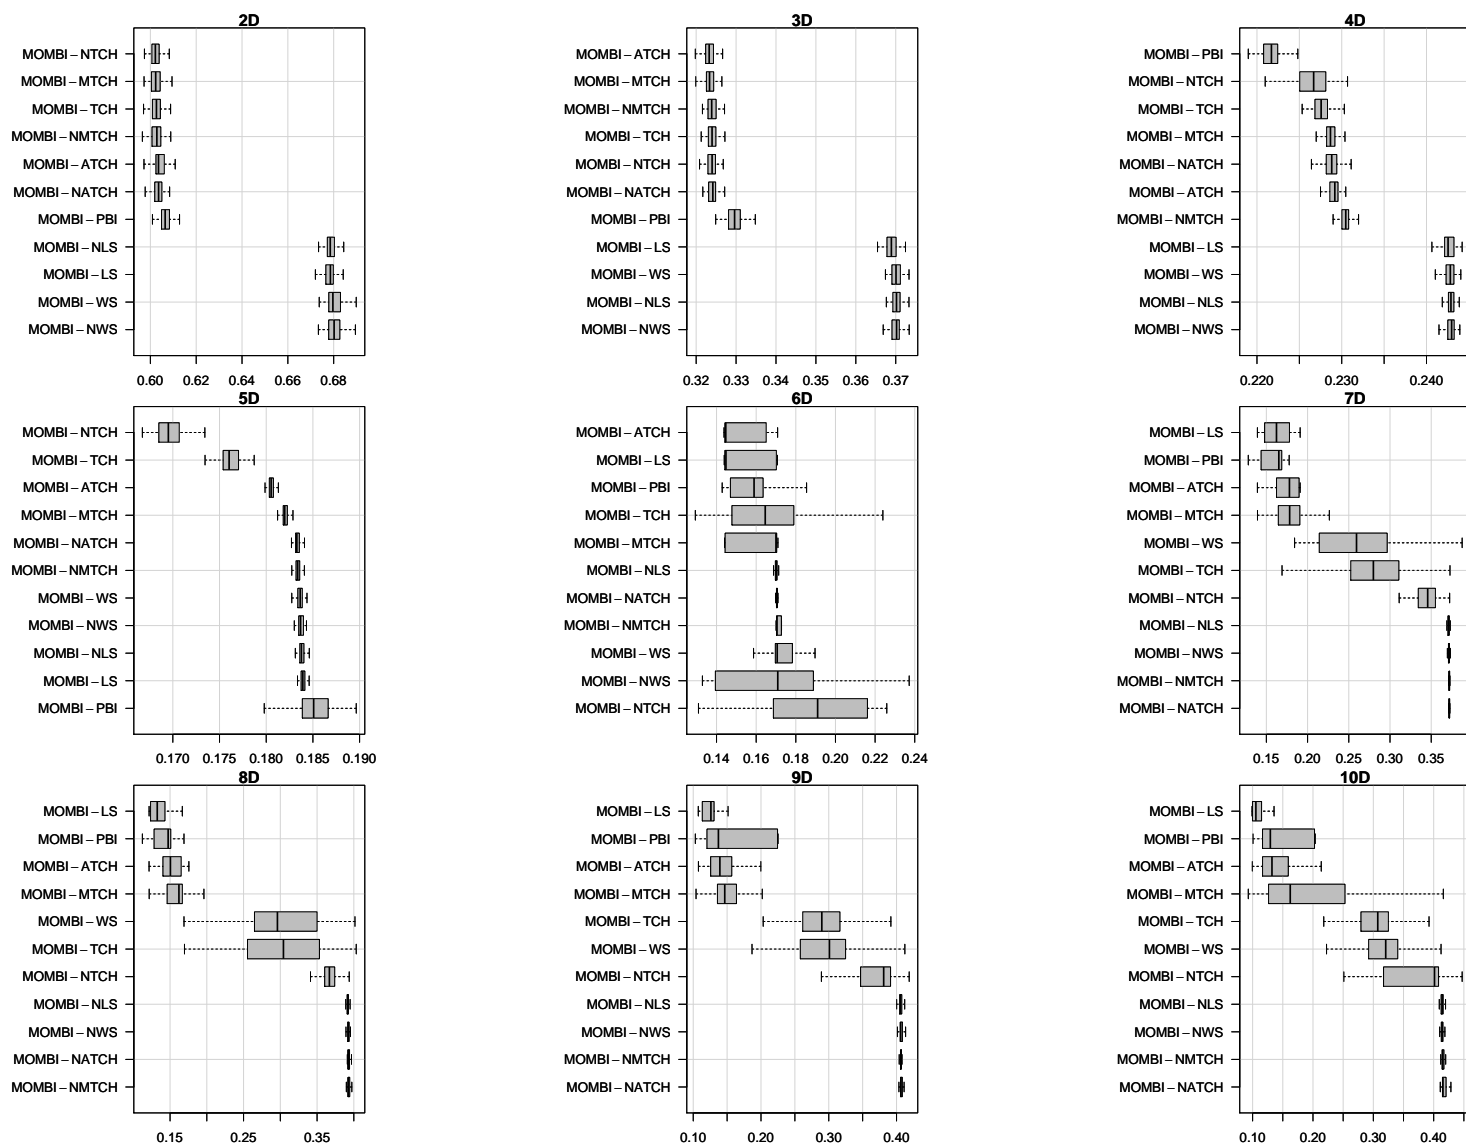 2D
MOMBI−NTCH
MOMBI−MTCH
MOMBI−TCH
MOMBI−NMTCH
MOMBI−ATCH
MOMBI−NATCH
MOMBI−PBI
MOMBI−NLS
MOMBI−LS
MOMBI−WS
MOMBI−NWS
0.60 0.62 0.64 0.66 0.68
3D
MOMBI−ATCH
MOMBI−MTCH
MOMBI−NMTCH
MOMBI−TCH
MOMBI−NTCH
MOMBI−NATCH
MOMBI−PBI
MOMBI−LS
MOMBI−WS
MOMBI−NLS
MOMBI−NWS
0.32 0.33 0.34 0.35 0.36 0.37
4D
MOMBI−PBI
MOMBI−NTCH
MOMBI−TCH
MOMBI−MTCH
MOMBI−NATCH
MOMBI−ATCH
MOMBI−NMTCH
MOMBI−LS
MOMBI−WS
MOMBI−NLS
MOMBI−NWS
0.220 0.230 0.240
5D
MOMBI−NTCH
MOMBI−TCH
MOMBI−ATCH
MOMBI−MTCH
MOMBI−NATCH
MOMBI−NMTCH
MOMBI−WS
MOMBI−NWS
MOMBI−NLS
MOMBI−LS
MOMBI−PBI
0.170 0.175 0.180 0.185 0.190
6D
MOMBI−ATCH
MOMBI−LS
MOMBI−PBI
MOMBI−TCH
MOMBI−MTCH
MOMBI−NLS
MOMBI−NATCH
MOMBI−NMTCH
MOMBI−WS
MOMBI−NWS
MOMBI−NTCH
0.14 0.16 0.18 0.20 0.22 0.24
7D
MOMBI−LS
MOMBI−PBI
MOMBI−ATCH
MOMBI−MTCH
MOMBI−WS
MOMBI−TCH
MOMBI−NTCH
MOMBI−NLS
MOMBI−NWS
MOMBI−NMTCH
MOMBI−NATCH
0.15 0.20 0.25 0.30 0.35
8D
MOMBI−LS
MOMBI−PBI
MOMBI−ATCH
MOMBI−MTCH
MOMBI−WS
MOMBI−TCH
MOMBI−NTCH
MOMBI−NLS
MOMBI−NWS
MOMBI−NATCH
MOMBI−NMTCH
0.15 0.25 0.35
9D
MOMBI−LS
MOMBI−PBI
MOMBI−ATCH
MOMBI−MTCH
MOMBI−TCH
MOMBI−WS
MOMBI−NTCH
MOMBI−NLS
MOMBI−NWS
MOMBI−NMTCH
MOMBI−NATCH
0.10 0.20 0.30 0.40
10D
MOMBI−LS
MOMBI−PBI
MOMBI−ATCH
MOMBI−MTCH
MOMBI−TCH
MOMBI−WS
MOMBI−NTCH
MOMBI−NLS
MOMBI−NWS
MOMBI−NMTCH
MOMBI−NATCH
0.10 0.20 0.30 0.40